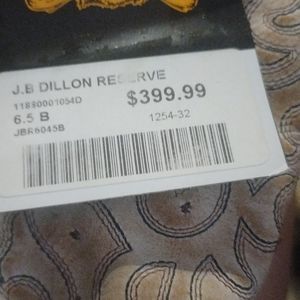 J.B DILLON RESERVE
11880001054D
$399.99
6.5 B
1254-32
JBR6045B